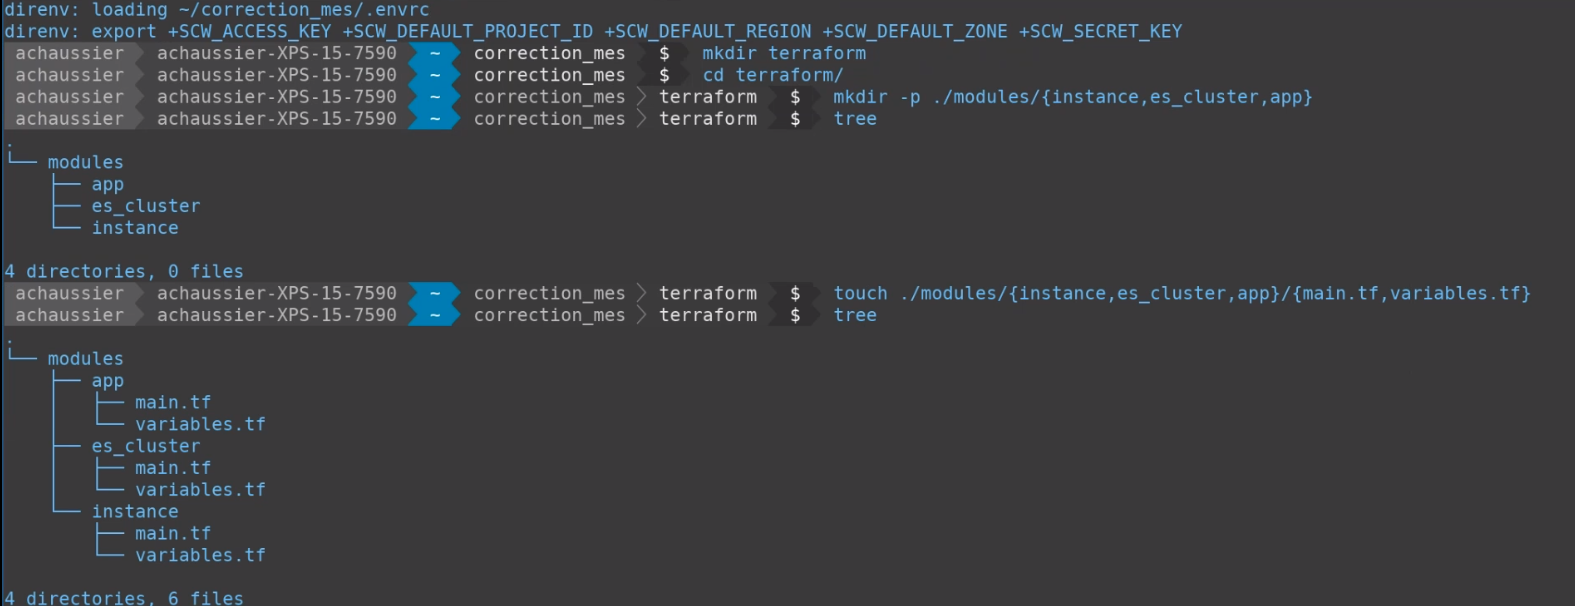 direnv: loading ~/correction_mes/.envrc
direnv: export +SCW_ACCESS_KEY +SCW_DEFAULT_PROJECT_ID +SCW_DEFAULT_REGION +SCW_DEFAULT_ZONE +SCW_SECRET_KEY
achaussier achaussier-XPS-15-7590 ~ correction_mes $ mkdir terraform
achaussier achaussier-XPS-15-7590 ~ correction_mes $ cd terraform/
achaussier achaussier-XPS-15-7590 ~ correction_mes terraform $ mkdir -p ./modules/{instance,es_cluster,app}
achaussier achaussier-XPS-15-7590 ~ correction_mes terraform $ tree
.
└── modules
    ├── app
    ├── es_cluster
    └── instance
4 directories, 0 files
achaussier achaussier-XPS-15-7590 ~ correction_mes terraform $ touch ./modules/{instance,es_cluster,app}/{main.tf,variables.tf}
achaussier achaussier-XPS-15-7590 ~ correction_mes terraform $ tree
.
└── modules
    ├── app
    │   ├── main.tf
    │   └── variables.tf
    ├── es_cluster
    │   ├── main.tf
    │   └── variables.tf
    └── instance
        ├── main.tf
        └── variables.tf
4 directories, 6 files